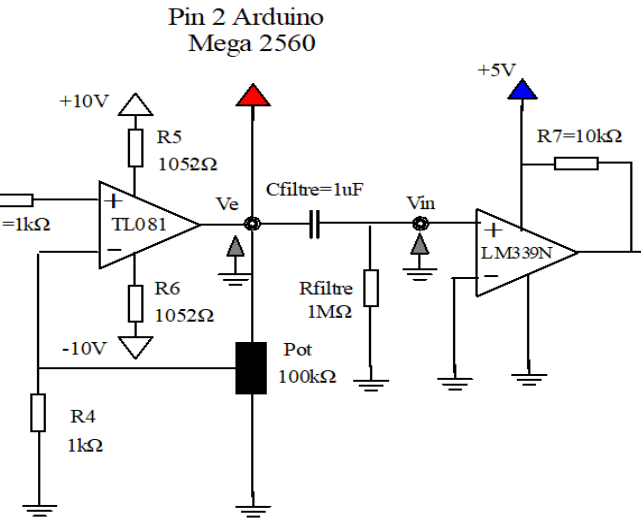 Pin 2 Arduino
Mega 2560
+5V
+10V
R5
1052Ω
R7=10kΩ
=1kΩ
+
TL081
−
Ve
Cfiltre=1uF
Vin
+
LM339N
−
R6
1052Ω
Rfiltre
1MΩ
-10V
Pot
100kΩ
R4
1kΩ